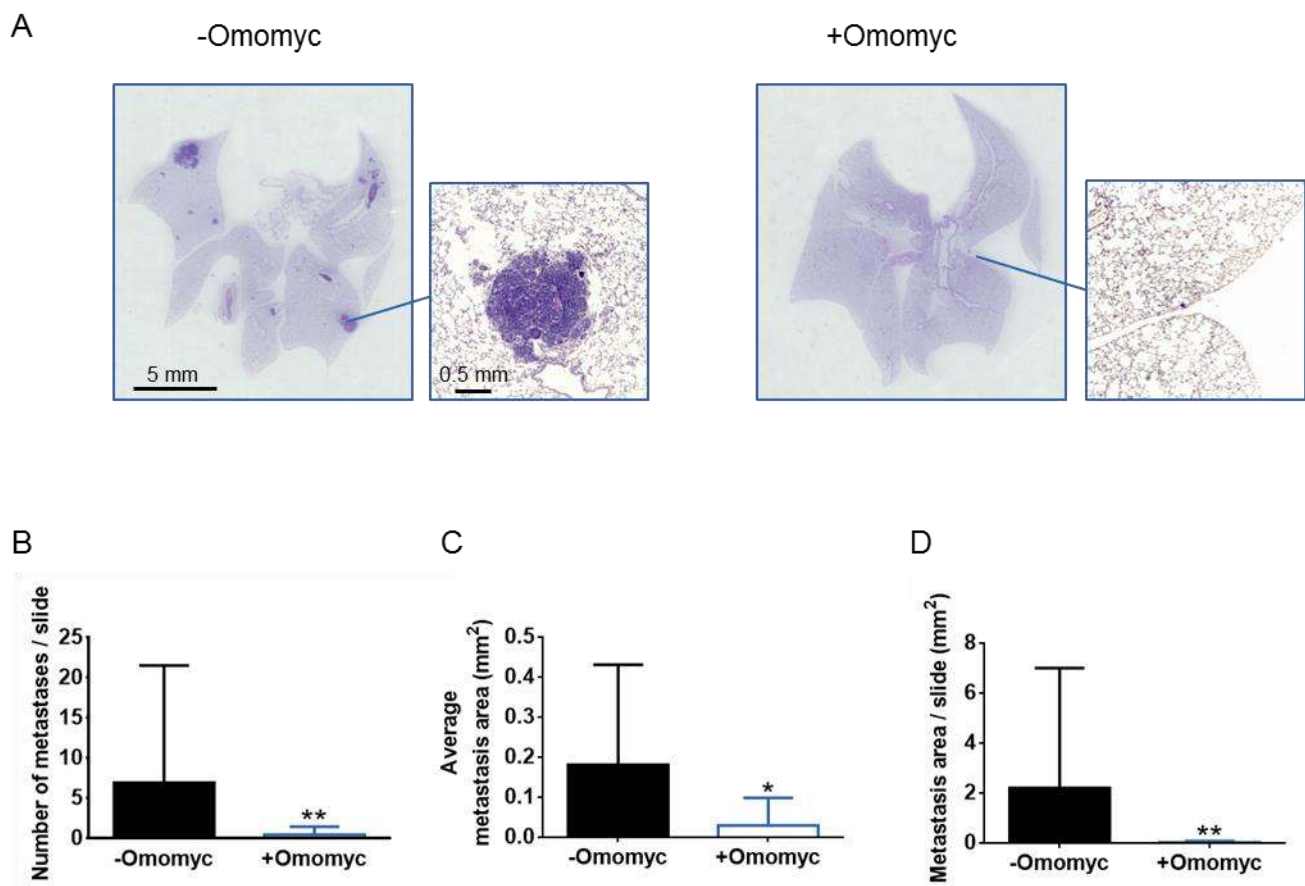 A
-Omomyc
+Omomyc
5 mm
0.5 mm
B
C
D
Number of metastases / slide
25
20
15
10
5
0
**
-Omomyc
+Omomyc
Average
metastasis area (mm²)
0.5
0.4
0.3
0.2
0.1
0.0
*
-Omomyc
+Omomyc
Metastasis area / slide (mm²)
8
6
4
2
0
**
-Omomyc
+Omomyc